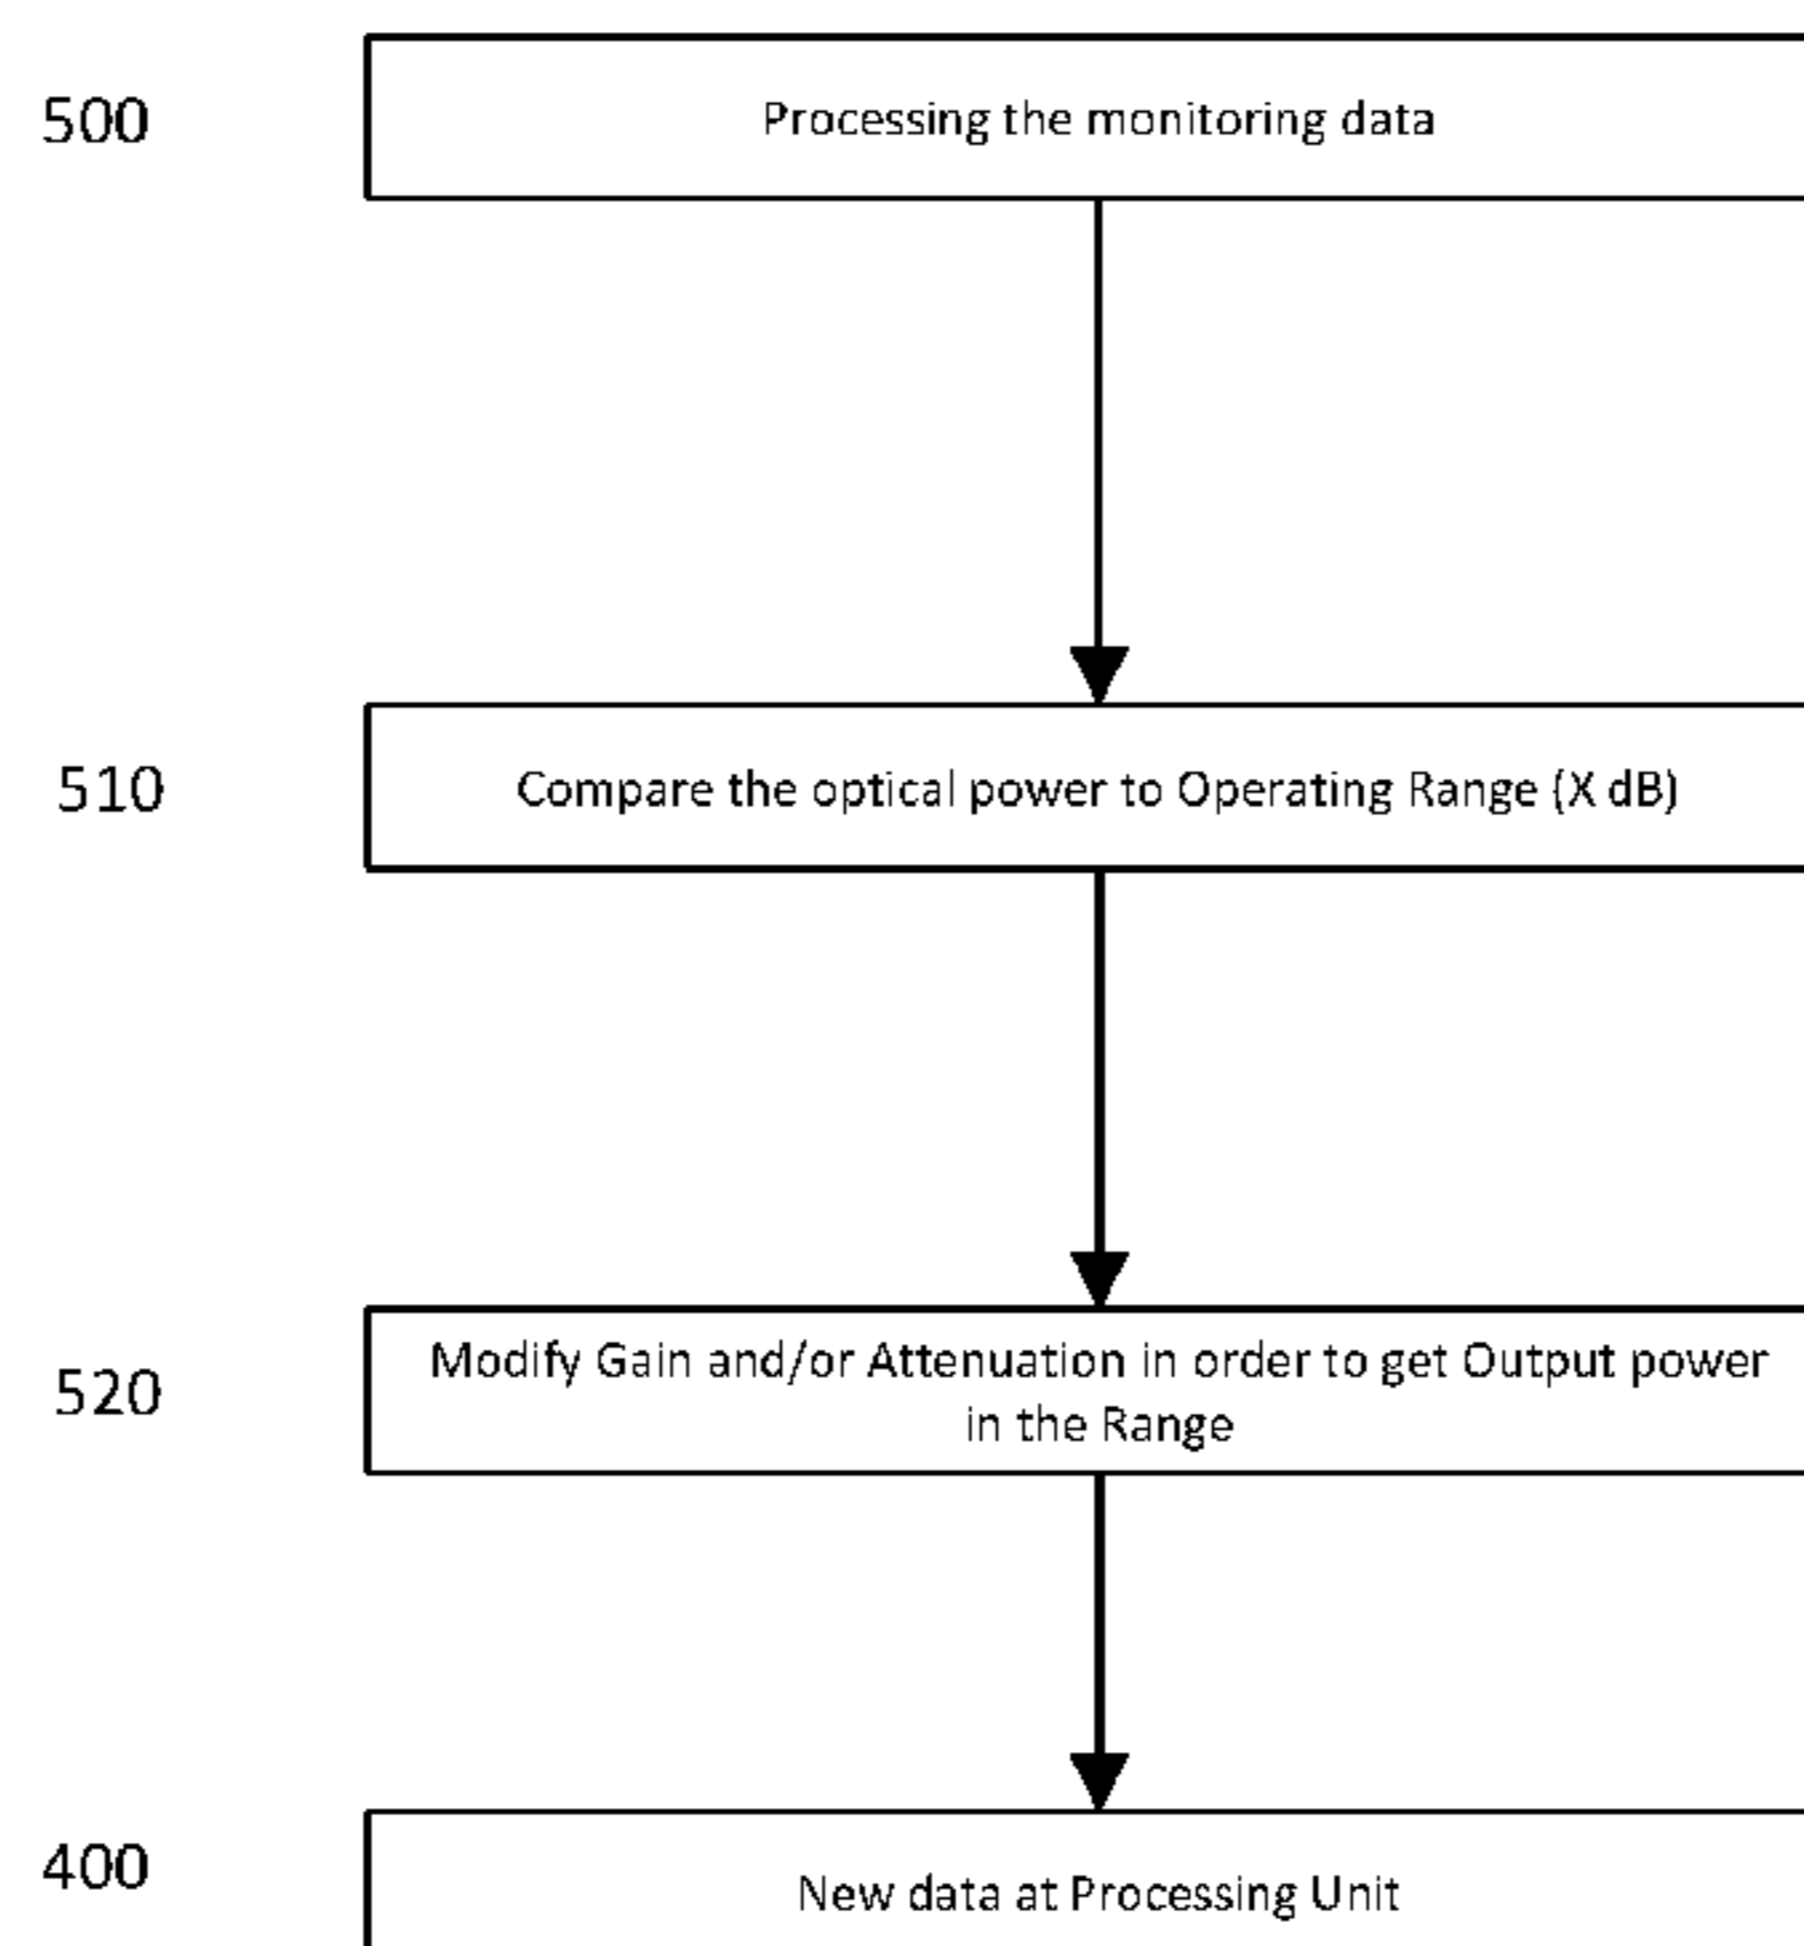 500
Processing the monitoring data
510
Compare the optical power to Operating Range (X dB)
520
Modify Gain and/or Attenuation in order to get Output power
in the Range
400
New data at Processing Unit